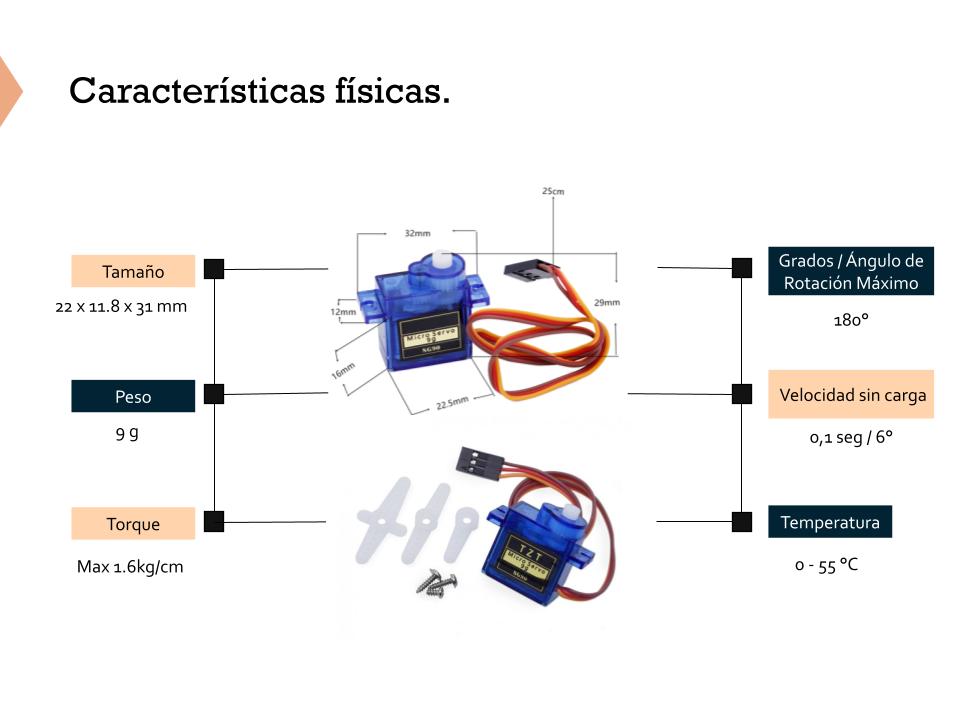 Características físicas.
25cm
32mm
Tamaño
22 x 11.8 x 31 mm
Grados / Ángulo de
Rotación Máximo
180°
29mm
12mm
Micro Servo
9g
SG90
16mm
22.5mm
Peso
9 g
Velocidad sin carga
0,1 seg / 6°
Torque
Max 1.6kg/cm
Temperatura
0 - 55 °C
TZT
Micro Servo
9g
SG90